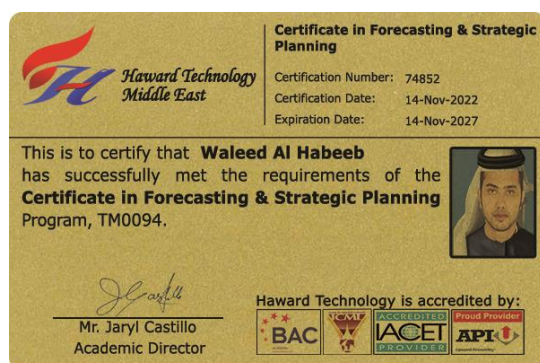 Haward Technology
Middle East
Certificate in Forecasting & Strategic
Planning
Certification Number: 74852
Certification Date: 14-Nov-2022
Expiration Date: 14-Nov-2027
This is to certify that Waleed Al Habeeb
has successfully met the requirements of the
Certificate in Forecasting & Strategic Planning
Program, TM0094.
Mr. Jaryl Castillo
Academic Director
Haward Technology is accredited by:
BAC
ACCREDITED
IACET
PROVIDER
Proud Provider
API